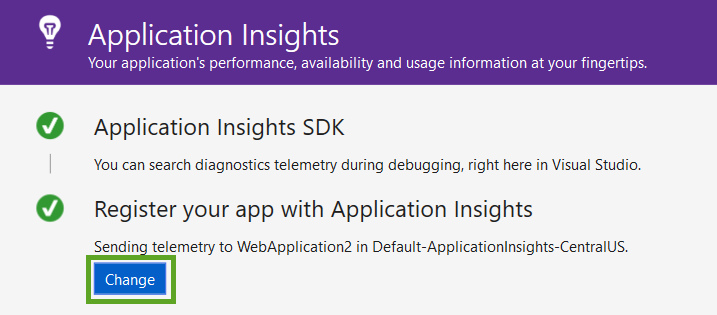 Application Insights
Your application's performance, availability and usage information at your fingertips.
Application Insights SDK
You can search diagnostics telemetry during debugging, right here in Visual Studio.
Register your app with Application Insights
Sending telemetry to WebApplication2 in Default-ApplicationInsights-CentralUS.
Change